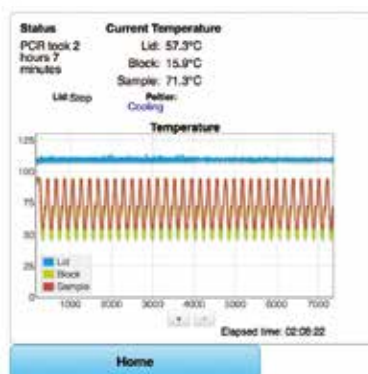 Status
PCR took 2
hours 7
minutes
Lid: Stop
Current Temperature
Lid: 57.3°C
Block: 15.9°C
Sample: 71.3°C
Peltier:
Cooling
Temperature
125
100
75
50
25
0
Lid
Block
Sample
1000 2000 3000 4000 5000 6000 7000
Elapsed time: 02:08:22
Home